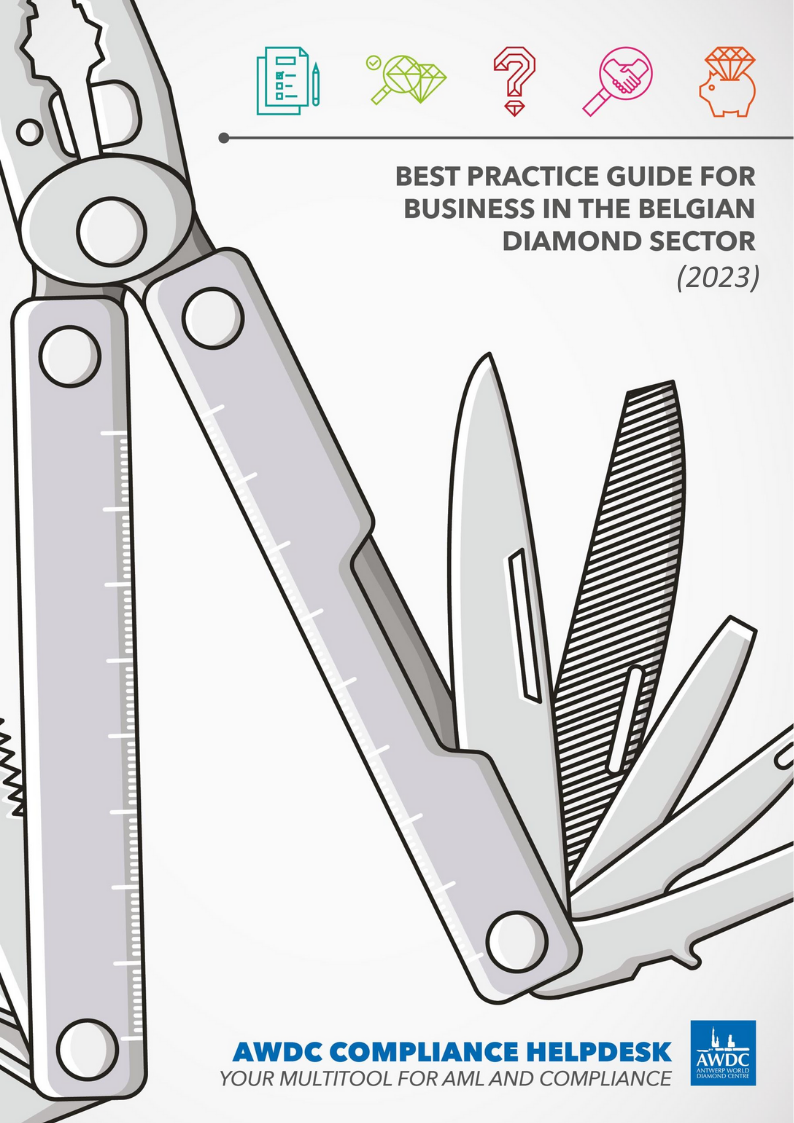 BEST PRACTICE GUIDE FOR
BUSINESS IN THE BELGIAN
DIAMOND SECTOR
(2023)
AWDC COMPLIANCE HELPDESK
YOUR MULTITOOL FOR AML AND COMPLIANCE
AWDC
ANTWERP WORLD
DIAMOND CENTRE